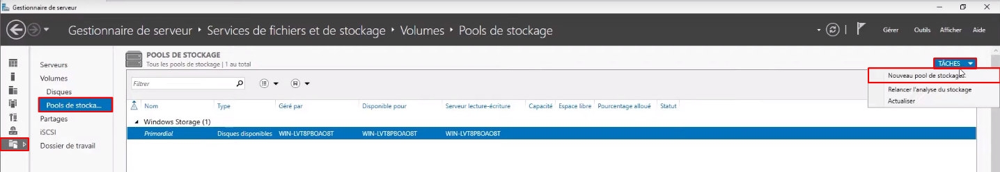 Gestionnaire de serveur
Gestionnaire de serveur ‣ Services de fichiers et de stockage ‣ Volumes ‣ Pools de stockage
Gérer Outils Afficher Aide
Serveurs
Volumes
Disques
Pools de stocka...
Partages
iSCSI
Dossier de travail
POOLS DE STOCKAGE
Tous les pools de stockage | 1 au total
TÂCHES
Nouveau pool de stockage...
Relancer l'analyse du stockage
Actualiser
Filtrer
Nom Type Géré par Disponible pour Serveur lecture-écriture Capacité Espace libre Pourcentage alloué Statut
Windows Storage (1)
Primordial Disques disponibles WIN-LVT8PBOAO8T WIN-LVT8PBOAO8T WIN-LVT8PBOAO8T